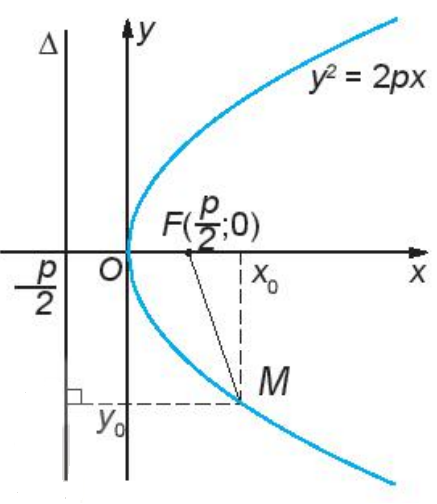 Δ
y
y² = 2px
F(p/2;0)
-p/2
O
x₀
x
M
y₀